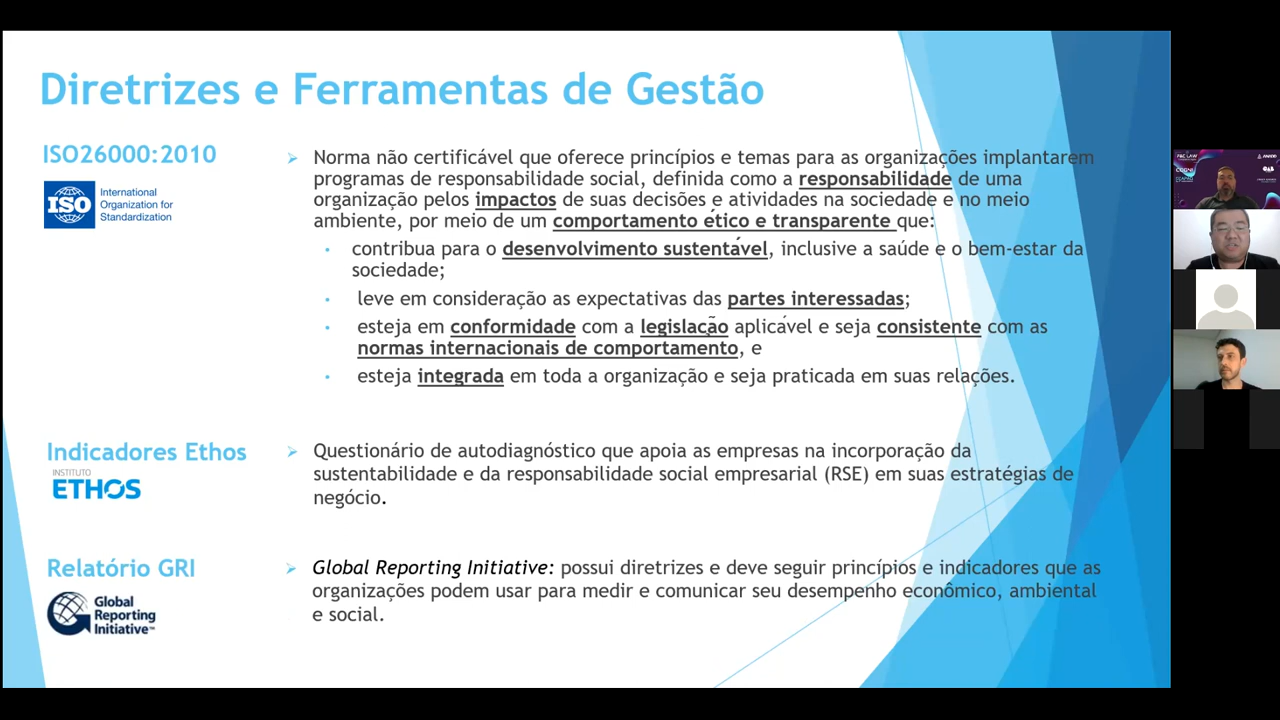 Diretrizes e Ferramentas de Gestão
ISO26000:2010
ISO
International
Organization for
Standardization
Norma não certificável que oferece princípios e temas para as organizações implantarem
programas de responsabilidade social, definida como a responsabilidade de uma
organização pelos impactos de suas decisões e atividades na sociedade e no meio
ambiente, por meio de um comportamento ético e transparente que:
contribua para o desenvolvimento sustentável, inclusive a saúde e o bem-estar da
sociedade;
leve em consideração as expectativas das partes interessadas;
esteja em conformidade com a legislação aplicável e seja consistente com as
normas internacionais de comportamento, e
esteja integrada em toda a organização e seja praticada em suas relações.
Indicadores Ethos
INSTITUTO
ETHOS
Questionário de autodiagnóstico que apoia as empresas na incorporação da
sustentabilidade e da responsabilidade social empresarial (RSE) em suas estratégias de
negócio.
Relatório GRI
Global
Reporting
Initiative™
Global Reporting Initiative: possui diretrizes e deve seguir princípios e indicadores que as
organizações podem usar para medir e comunicar seu desempenho econômico, ambiental
e social.